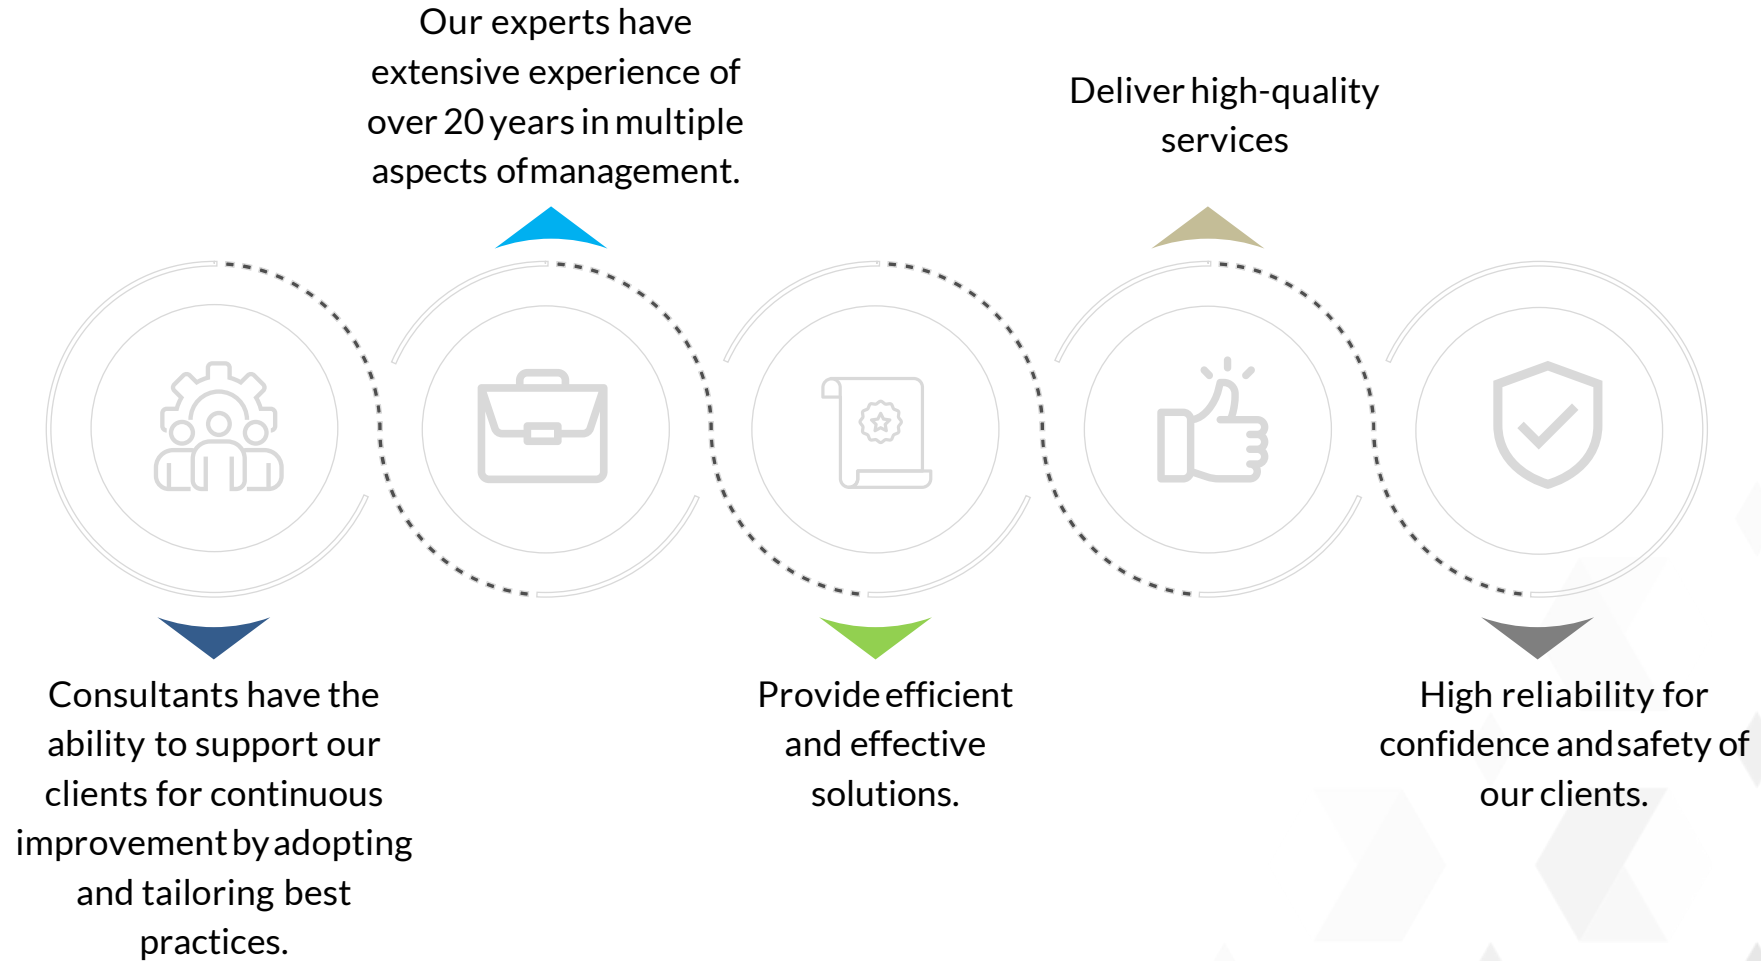 Our experts have
extensive experience of
over 20 years in multiple
aspects of management.
Deliver high-quality
services
Consultants have the
ability to support our
clients for continuous
improvement by adopting
and tailoring best
practices.
Provide efficient
and effective
solutions.
High reliability for
confidence and safety of
our clients.